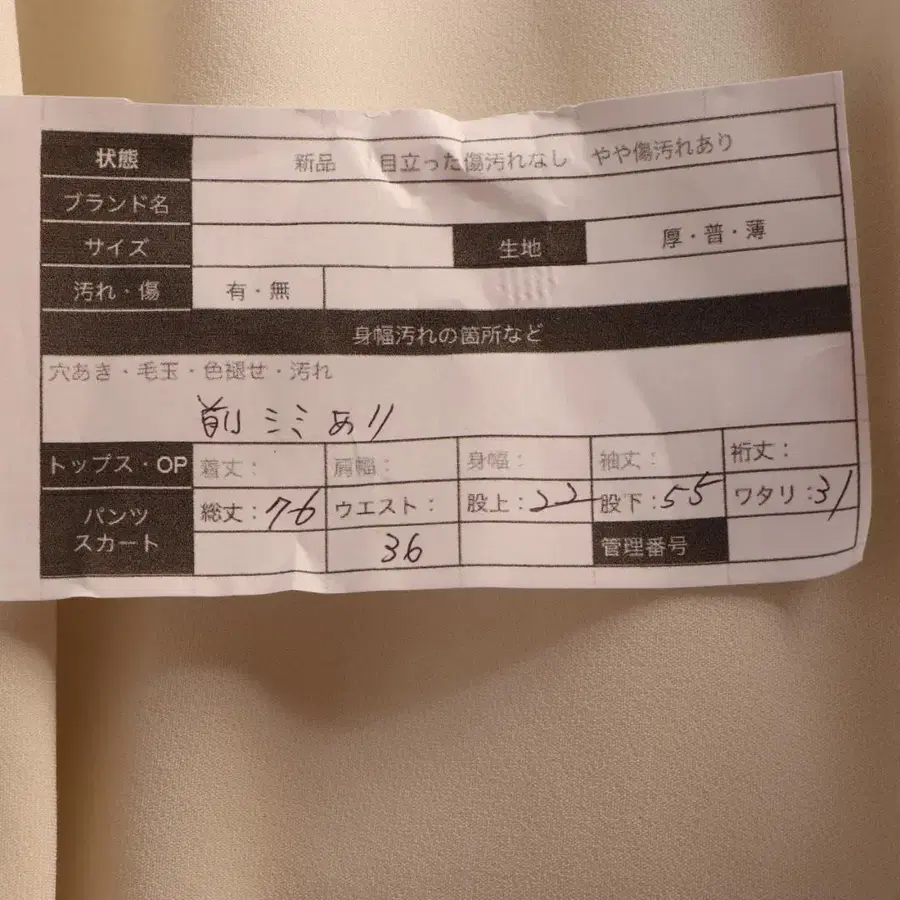 状態 新品 目立った傷汚れなし やや傷汚れあり
ブランド名
サイズ 生地 厚・普・薄
汚れ・傷 有・無
身幅汚れの箇所など
穴あき・毛玉・色褪せ・汚れ
前シミあり
トップス・OP 着丈: 肩幅: 身幅: 袖丈: 裄丈:
パンツ スカート 総丈:76 ウエスト: 股上:22 股下:55 ワタリ:31
36 管理番号